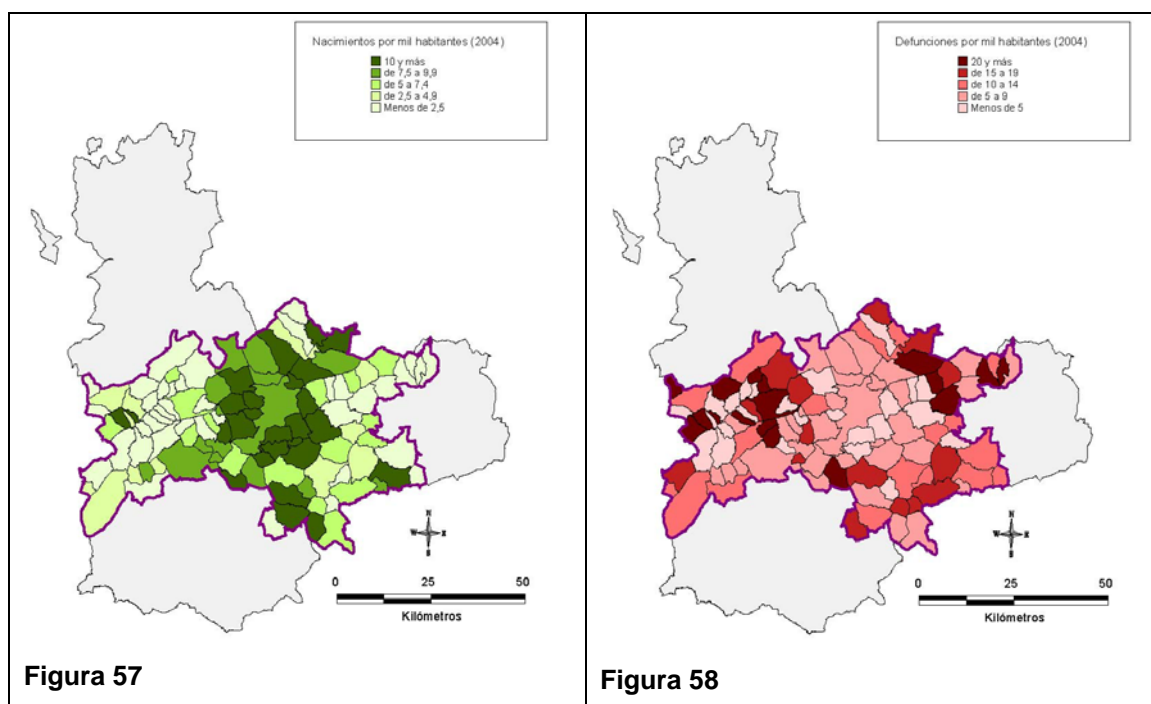 Nacimientos por mil habitantes (2004)
10 y más
de 7,5 a 9,9
de 5 a 7,4
de 2,5 a 4,9
Menos de 2,5
N
W E
S
0 25 50
Kilómetros
Figura 57
Defunciones por mil habitantes (2004)
20 y más
de 15 a 19
de 10 a 14
de 5 a 9
Menos de 5
N
W E
S
0 25 50
Kilómetros
Figura 58